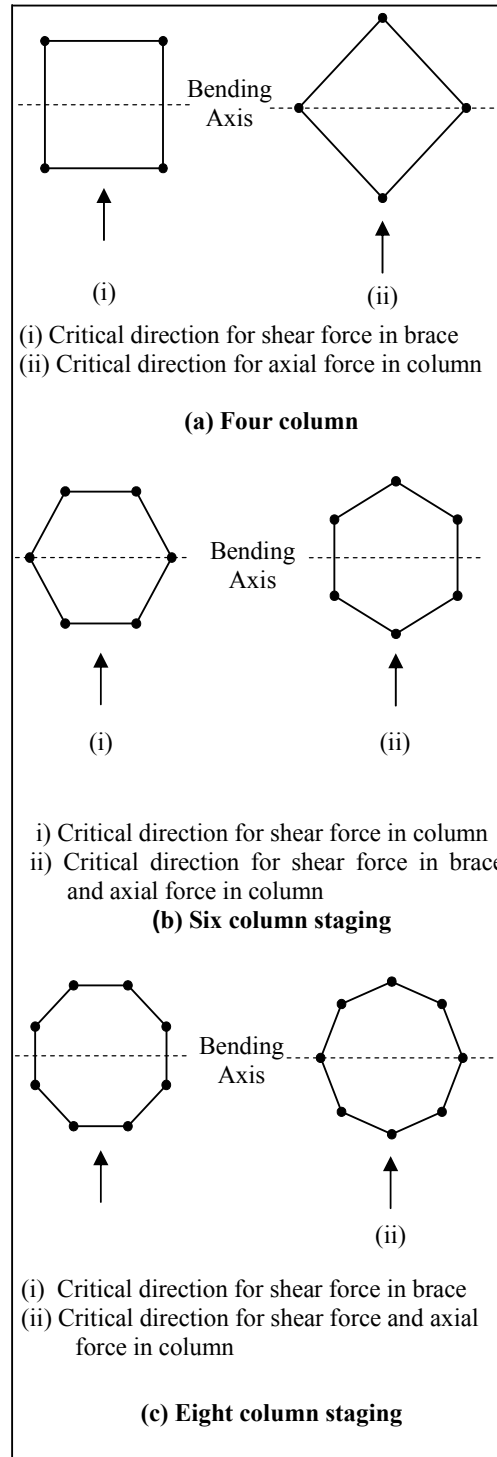 Bending
Axis
(i)
(ii)
(i) Critical direction for shear force in brace
(ii) Critical direction for axial force in column
(a) Four column
Bending
Axis
(i)
(ii)
i) Critical direction for shear force in column
ii) Critical direction for shear force in brace
and axial force in column
(b) Six column staging
Bending
Axis
(ii)
(i) Critical direction for shear force in brace
(ii) Critical direction for shear force and axial
force in column
(c) Eight column staging